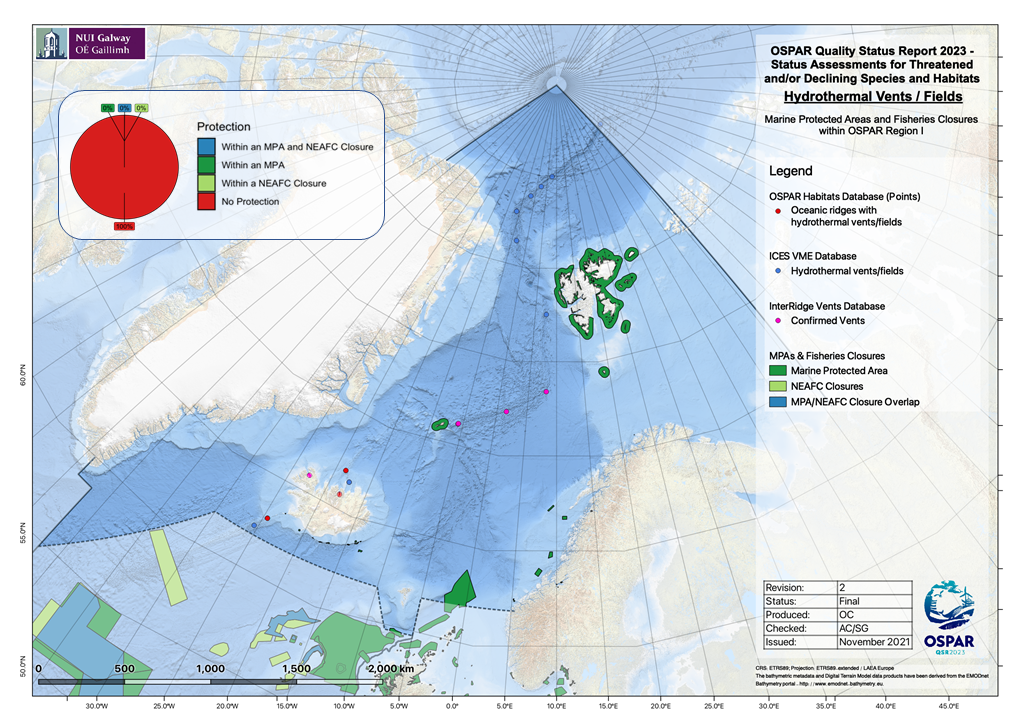 NUI Galway
OÉ Gaillimh
OSPAR Quality Status Report 2023 -
Status Assessments for Threatened
and/or Declining Species and Habitats
Hydrothermal Vents / Fields
Marine Protected Areas and Fisheries Closures
within OSPAR Region I
0% 0% 0%
100%
Protection
Within an MPA and NEAFC Closure
Within an MPA
Within a NEAFC Closure
No Protection
Legend
OSPAR Habitats Database (Points)
Oceanic ridges with
hydrothermal vents/fields
ICES VME Database
Hydrothermal vents/fields
InterRidge Vents Database
Confirmed Vents
MPAs & Fisheries Closures
Marine Protected Area
NEAFC Closures
MPA/NEAFC Closure Overlap
60.0°N
55.0°N
50.0°N
Revision: 2
Status: Final
Produced: OC
Checked: AC/SG
Issued: November 2021
OSPAR
QSR2023
0 500 1,000 1,500 2,000 km
CRS: ETRS89; Projection: ETRS89-extended / LAEA Europe
The bathymetric metadata and Digital Terrain Model data products have been derived from the EMODnet
Bathymetry portal - http://www.emodnet-bathymetry.eu.
30.0°W 20.0°W 15.0°W 10.0°W 5.0°W 0.0°E 5.0°E 10.0°E 15.0°E 20.0°E 25.0°E 30.0°E 35.0°E 45.0°E